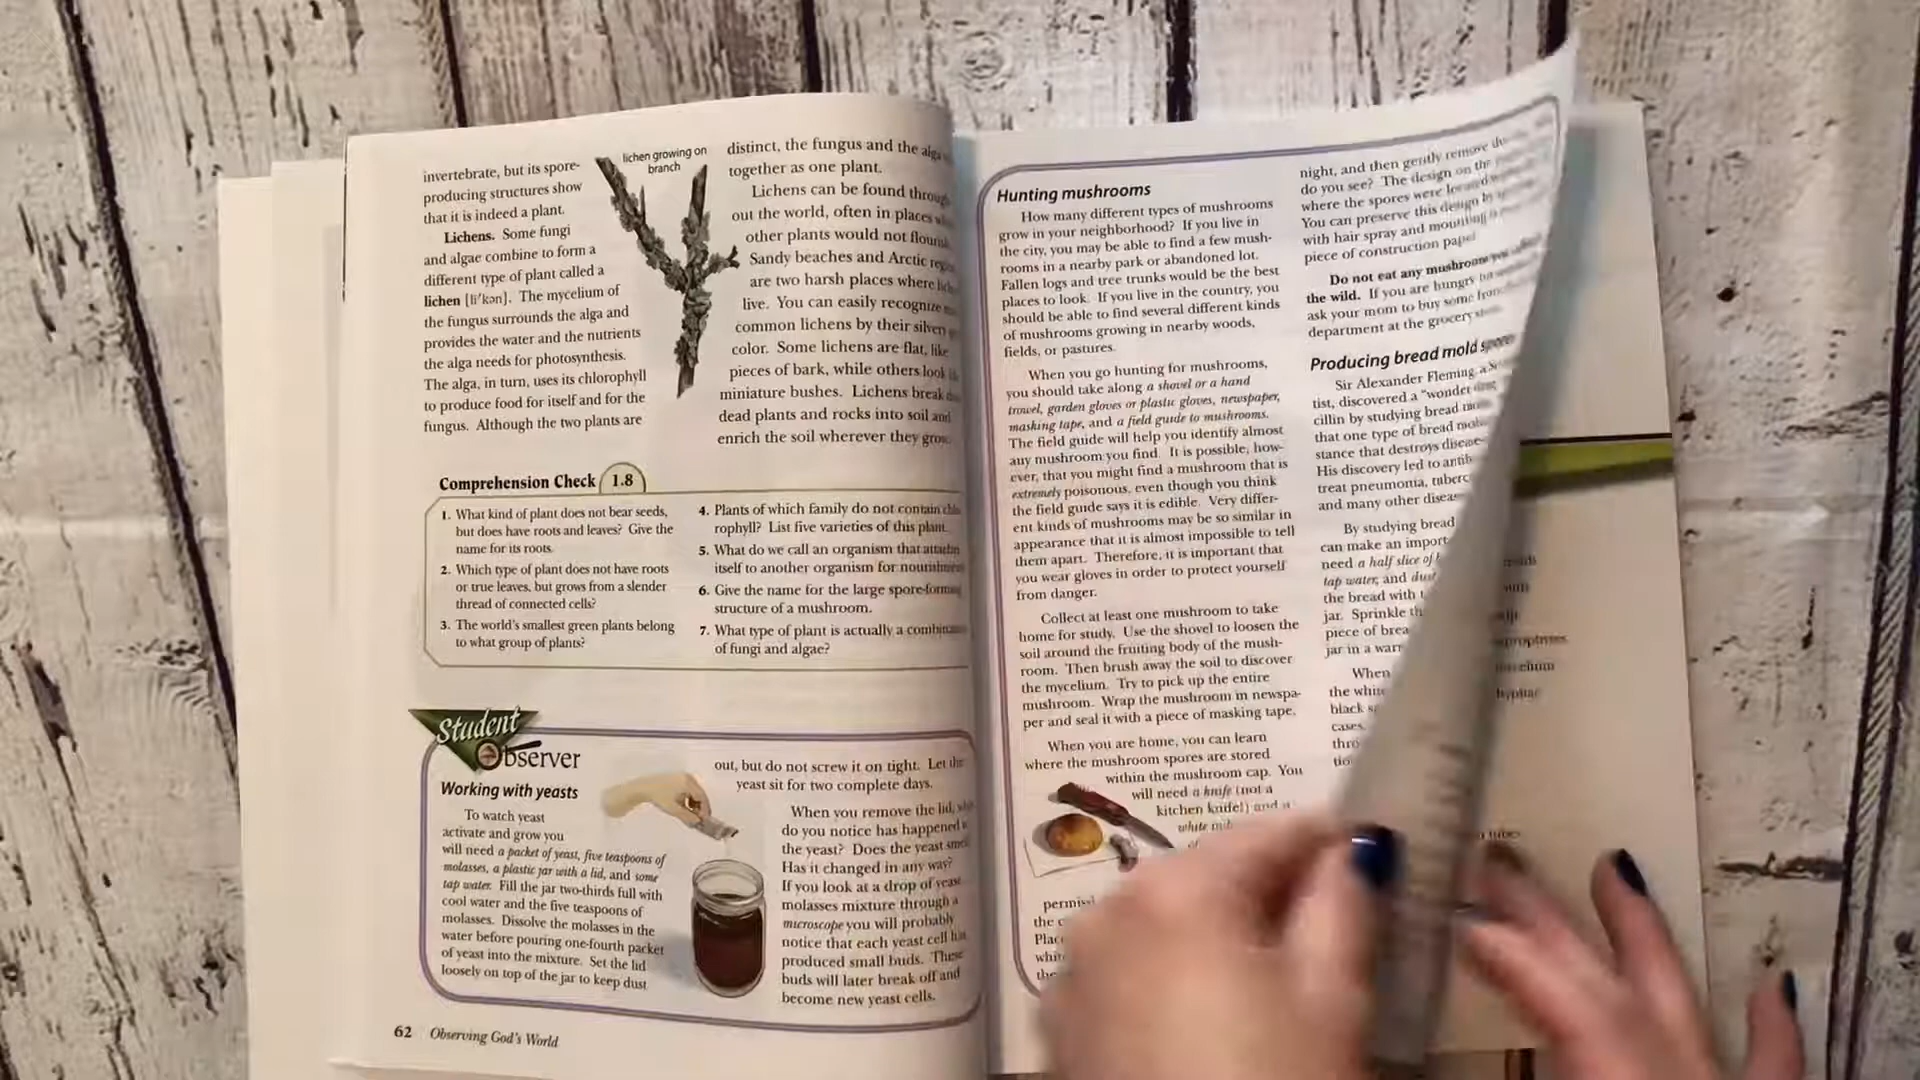 invertebrate, but its spore-
producing structures show
that it is indeed a plant.
Lichens. Some fungi
and algae combine to form a
different type of plant called a
lichen [lī′kən]. The mycelium of
the fungus surrounds the alga and
provides the water and the nutrients
the alga needs for photosynthesis.
The alga, in turn, uses its chlorophyll
to produce food for itself and for the
fungus. Although the two plants are
lichen growing on
branch
distinct, the fungus and the alga
together as one plant.
Lichens can be found through
out the world, often in places
other plants would not flourish
Sandy beaches and Arctic
are two harsh places where
live. You can easily recognize
common lichens by their silvery
color. Some lichens are flat, like
pieces of bark, while others look
miniature bushes. Lichens break
dead plants and rocks into soil and
enrich the soil wherever they grow.
Comprehension Check 1.8
1. What kind of plant does not bear seeds,
but does have roots and leaves? Give the
name for its roots.
2. Which type of plant does not have roots
or true leaves, but grows from a slender
thread of connected cells?
3. The world's smallest green plants belong
to what group of plants?
4. Plants of which family do not contain
rophyll? List five varieties of this plant.
5. What do we call an organism that attaches
itself to another organism for nourishment
6. Give the name for the large spore-forming
structure of a mushroom.
7. What type of plant is actually a
of fungi and algae?
Student
Observer
Working with yeasts
To watch yeast
activate and grow you
will need a packet of yeast, five teaspoons of
molasses, a plastic jar with a lid, and some
tap water. Fill the jar two-thirds full with
cool water and the five teaspoons of
molasses. Dissolve the molasses in the
water before pouring one-fourth packet
of yeast into the mixture. Set the lid
loosely on top of the jar to keep dust
out, but do not screw it on tight. Let the
yeast sit for two complete days.
When you remove the lid,
do you notice has happened
the yeast? Does the yeast
Has it changed in any way?
If you look at a drop of yeast
molasses mixture through a
microscope you will probably
notice that each yeast cell has
produced small buds. These
buds will later break off and
become new yeast cells.
62 Observing God's World
Hunting mushrooms
How many different types of mushrooms
grow in your neighborhood? If you live in
the city, you may be able to find a few mush-
rooms in a nearby park or abandoned lot.
Fallen logs and tree trunks would be the best
places to look. If you live in the country, you
should be able to find several different kinds
of mushrooms growing in nearby woods,
fields, or pastures.
When you go hunting for mushrooms,
you should take along a shovel or a hand
trowel, garden gloves or plastic gloves, newspaper,
masking tape, and a field guide to mushrooms.
The field guide will help you identify almost
any mushroom you find. It is possible, how-
ever, that you might find a mushroom that is
extremely poisonous, even though you think
the field guide says it is edible. Very differ-
ent kinds of mushrooms may be so similar in
appearance that it is almost impossible to tell
them apart. Therefore, it is important that
you wear gloves in order to protect yourself
from danger.
Collect at least one mushroom to take
home for study. Use the shovel to loosen the
soil around the fruiting body of the mush-
room. Then brush away the soil to discover
the mycelium. Try to pick up the entire
mushroom. Wrap the mushroom in newspa-
per and seal it with a piece of masking tape.
When you are home, you can learn
where the mushroom spores are stored
within the mushroom cap. You
will need a knife (not a
kitchen knife!) and a
white
night, and then gently remove
do you see? The design on the
where the spores were
You can preserve this design by
with hair spray and mounting
piece of construction paper
Do not eat any mushroom you
the wild. If you are hungry
ask your mom to buy some from
department at the grocery
Producing bread mold spores
Sir Alexander Fleming, a
tist, discovered a "wonder drug
cillin by studying bread
that one type of bread mold
stance that destroys disease
His discovery led to
treat pneumonia,
and many other
By studying bread
can make an
need a half slice of
tap water, and dust
the bread with
jar. Sprinkle
piece of
jar in a
When
the white
black
cases.
mycelium
hyphae
tubes